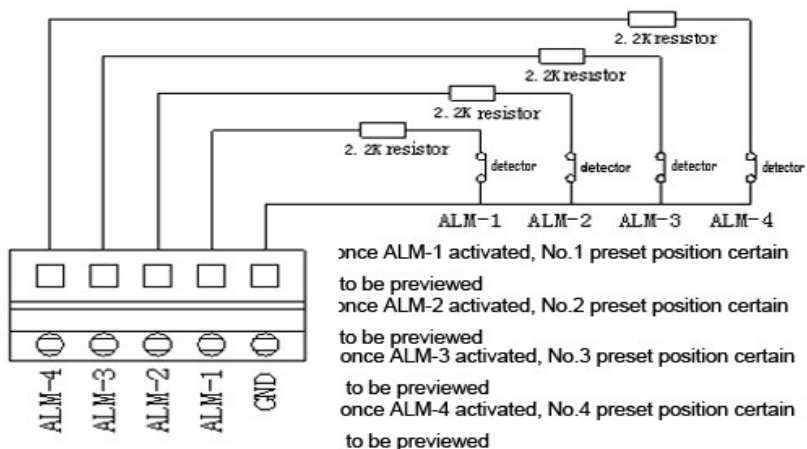 2. 2K resistor
2. 2K resistor
2. 2K resistor
2. 2K resistor
detector
detector
detector
detector
ALM-1 ALM-2 ALM-3 ALM-4
once ALM-1 activated, No.1 preset position certain
to be previewed
once ALM-2 activated, No.2 preset position certain
to be previewed
once ALM-3 activated, No.3 preset position certain
to be previewed
once ALM-4 activated, No.4 preset position certain
to be previewed
ALM-4
ALM-3
ALM-2
ALM-1
GND